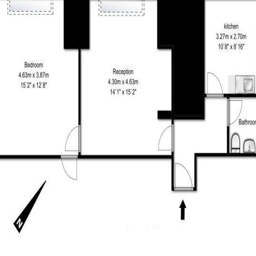 kitchen
3.27m x 2.70m
10'8" x 8'16"
Bedroom
4.63m x 3.87m
15'2" x 12'8"
Reception
4.30m x 4.63m
14'1" x 15'2"
Bathroom
N